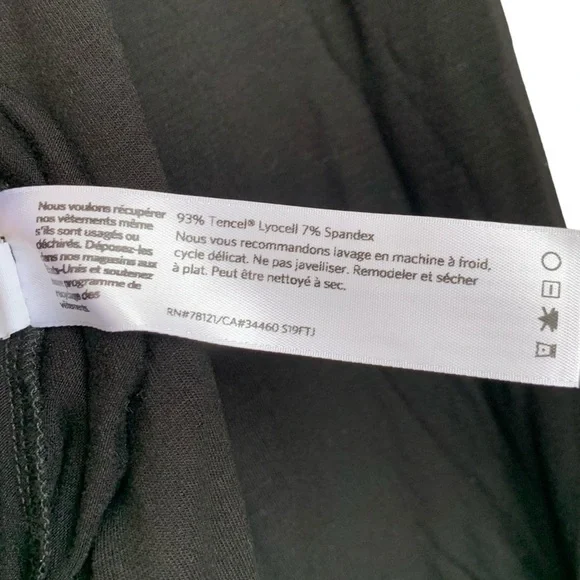 Nous voulons récupérer
nos vêtements même
s'ils sont usagés ou
déchirés. Déposez-les
dans nos magasins aux
États-Unis et soutenez
programme de
recyclage des
vêtements.
93% Tencel® Lyocell 7% Spandex
Nous vous recommandons lavage en machine à froid,
cycle délicat. Ne pas javelliser. Remodeler et sécher
à plat. Peut être nettoyé à sec.
RN#78121/CA#34460 S19FTJ